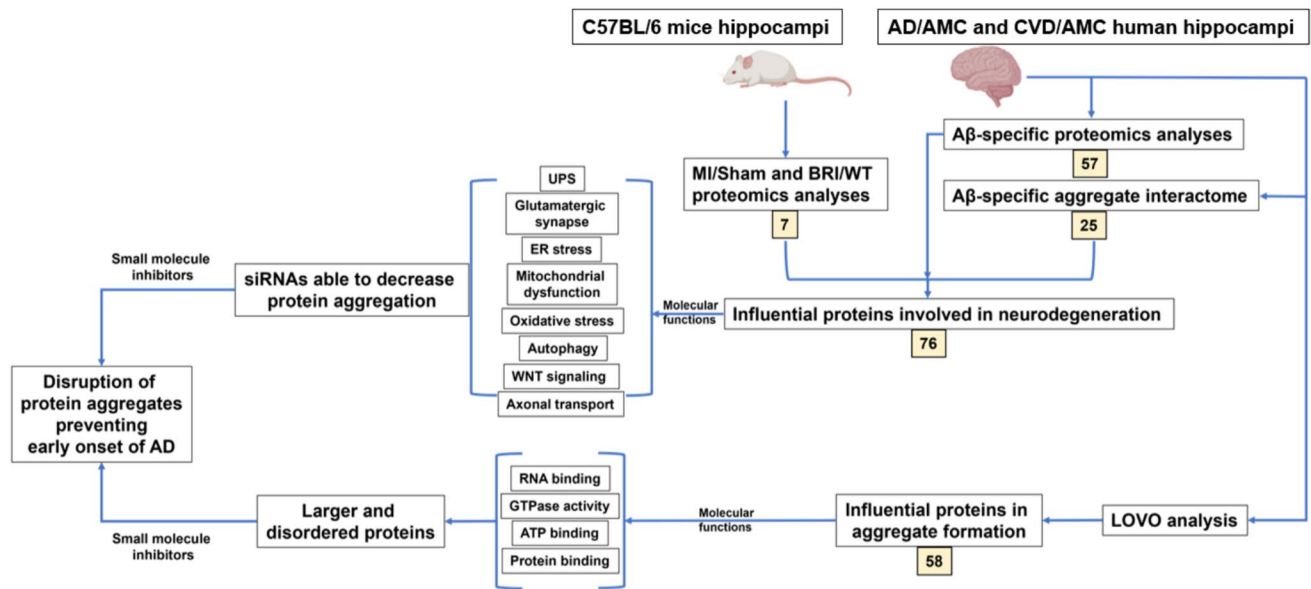 C57BL/6 mice hippocampi
AD/AMC and CVD/AMC human hippocampi
Aβ-specific proteomics analyses
57
MI/Sham and BRI/WT
proteomics analyses
7
Aβ-specific aggregate interactome
25
UPS
Glutamatergic
synapse
ER stress
Mitochondrial
dysfunction
Oxidative stress
Autophagy
WNT signaling
Axonal transport
Small molecule
inhibitors
siRNAs able to decrease
protein aggregation
Molecular
functions
Influential proteins involved in neurodegeneration
76
Disruption of
protein aggregates
preventing
early onset of AD
RNA binding
GTPase activity
ATP binding
Protein binding
Small molecule
inhibitors
Larger and
disordered proteins
Molecular
functions
Influential proteins in
aggregate formation
58
LOVO analysis